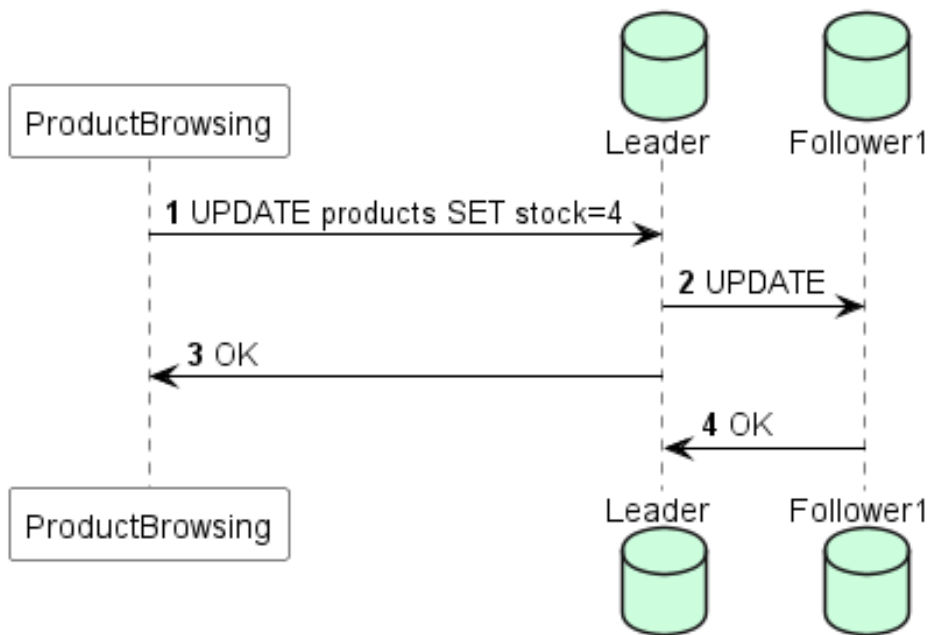 ProductBrowsing
Leader
Follower1
1 UPDATE products SET stock=4
2 UPDATE
3 OK
4 OK
ProductBrowsing
Leader
Follower1